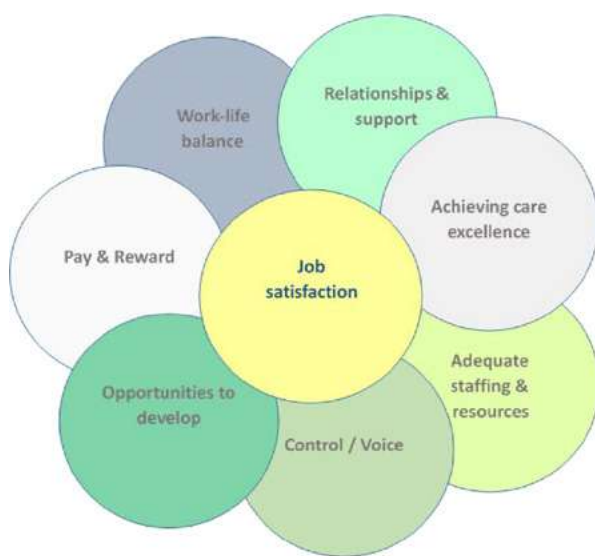 Work-life
balance
Relationships &
support
Achieving care
excellence
Pay & Reward
Job
satisfaction
Adequate
staffing &
resources
Opportunities to
develop
Control / Voice